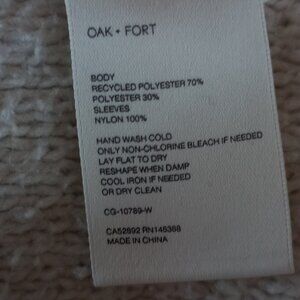 OAK + FORT
BODY
RECYCLED POLYESTER 70%
POLYESTER 30%
SLEEVES
NYLON 100%
HAND WASH COLD
ONLY NON-CHLORINE BLEACH IF NEEDED
LAY FLAT TO DRY
RESHAPE WHEN DAMP
COOL IRON IF NEEDED
OR DRY CLEAN
CG-10789-W
CA52892 RN146368
MADE IN CHINA